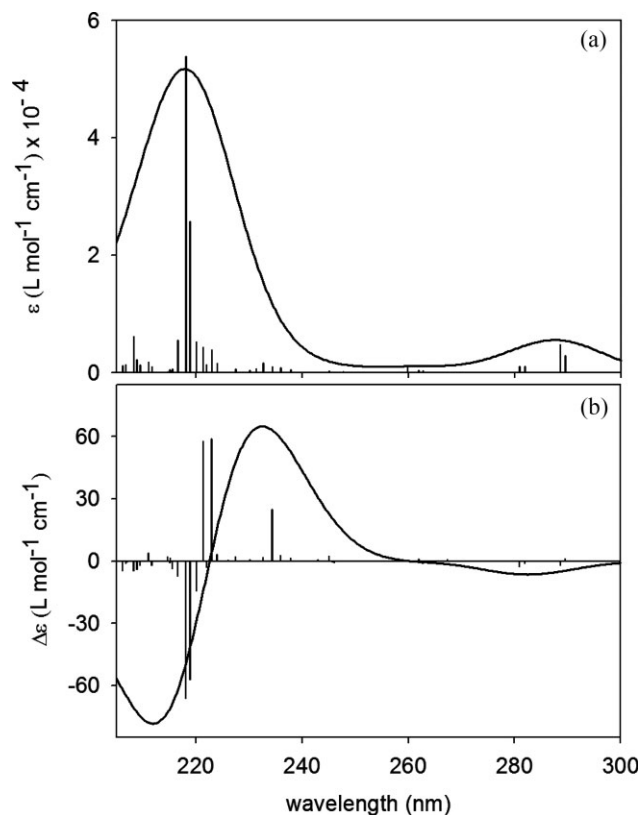 (a)
ε (L mol⁻¹ cm⁻¹) x 10⁻⁴
6
4
2
0
(b)
Δε (L mol⁻¹ cm⁻¹)
60
30
0
-30
-60
220 240 260 280 300
wavelength (nm)